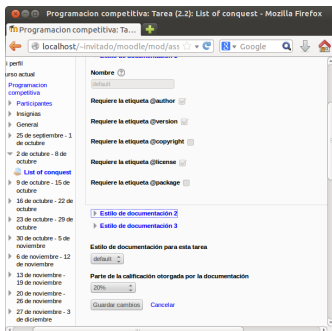 Programacion competitiva: Tarea (2.2): List of conquest - Mozilla Firefox
Programacion competitiva: Ta...
localhost/~invitado/moodle/mod/ass
Google
i perfil
urso actual
Programacion competitiva
Participantes
Insignias
General
25 de septiembre - 1 de octubre
2 de octubre - 8 de octubre
List of conquest
9 de octubre - 15 de octubre
16 de octubre - 22 de octubre
23 de octubre - 29 de octubre
30 de octubre - 5 de noviembre
6 de noviembre - 12 de noviembre
13 de noviembre - 19 de noviembre
20 de noviembre - 26 de noviembre
27 de noviembre - 3 de diciembre
Nombre
default
Requiere la etiqueta @author
Requiere la etiqueta @version
Requiere la etiqueta @copyright
Requiere la etiqueta @license
Requiere la etiqueta @package
Estilo de documentación 2
Estilo de documentación 3
Estilo de documentación para esta tarea
default
Parte de la calificación otorgada por la documentación
20%
Guardar cambios Cancelar